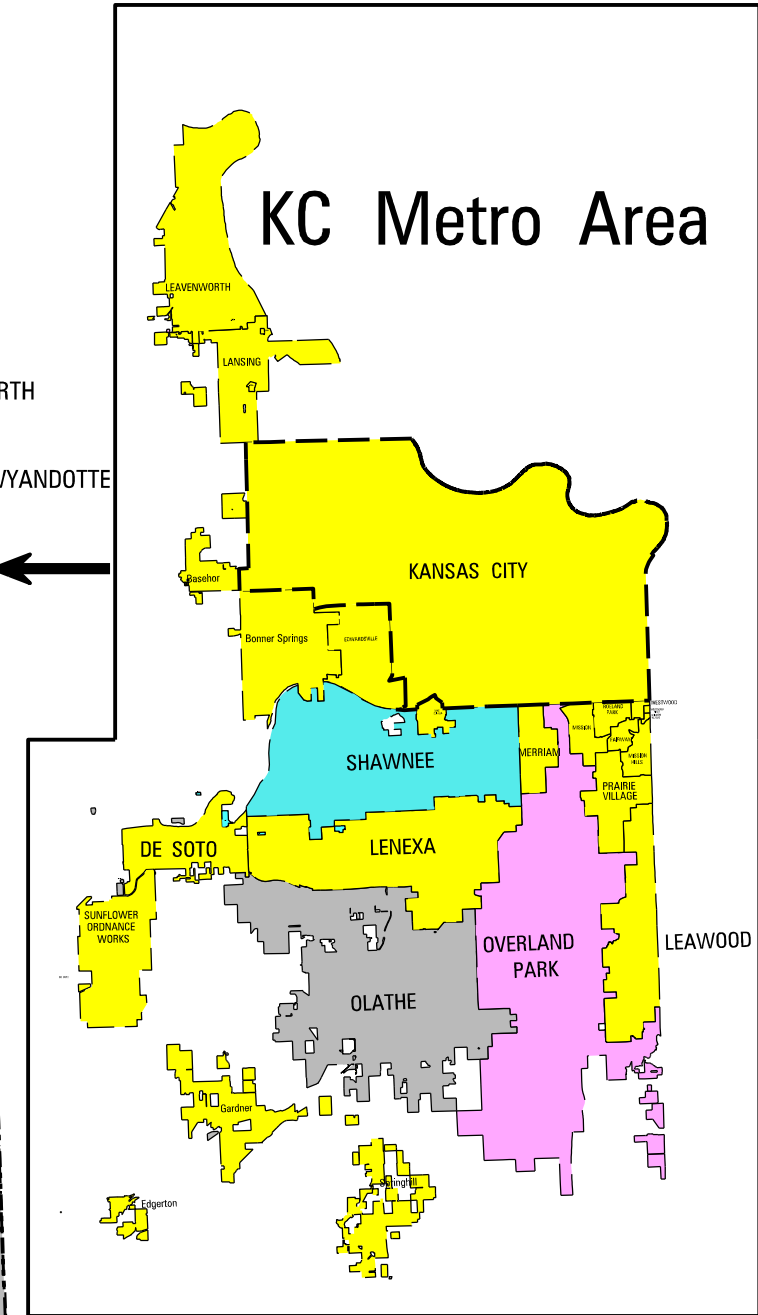 KC Metro Area
LEAVENWORTH
LANSING
RTH
WYANDOTTE
KANSAS CITY
Basehor
Bonner Springs
EDWARDSVILLE
WESTWOOD
ROELAND
PARK
MISSION
FAIRWAY
MERRIAM
MISSION
HILLS
SHAWNEE
PRAIRIE
VILLAGE
DE SOTO
LENEXA
SUNFLOWER
ORDNANCE
WORKS
OVERLAND
PARK
LEAWOOD
OLATHE
Gardner
Springhill
Edgerton